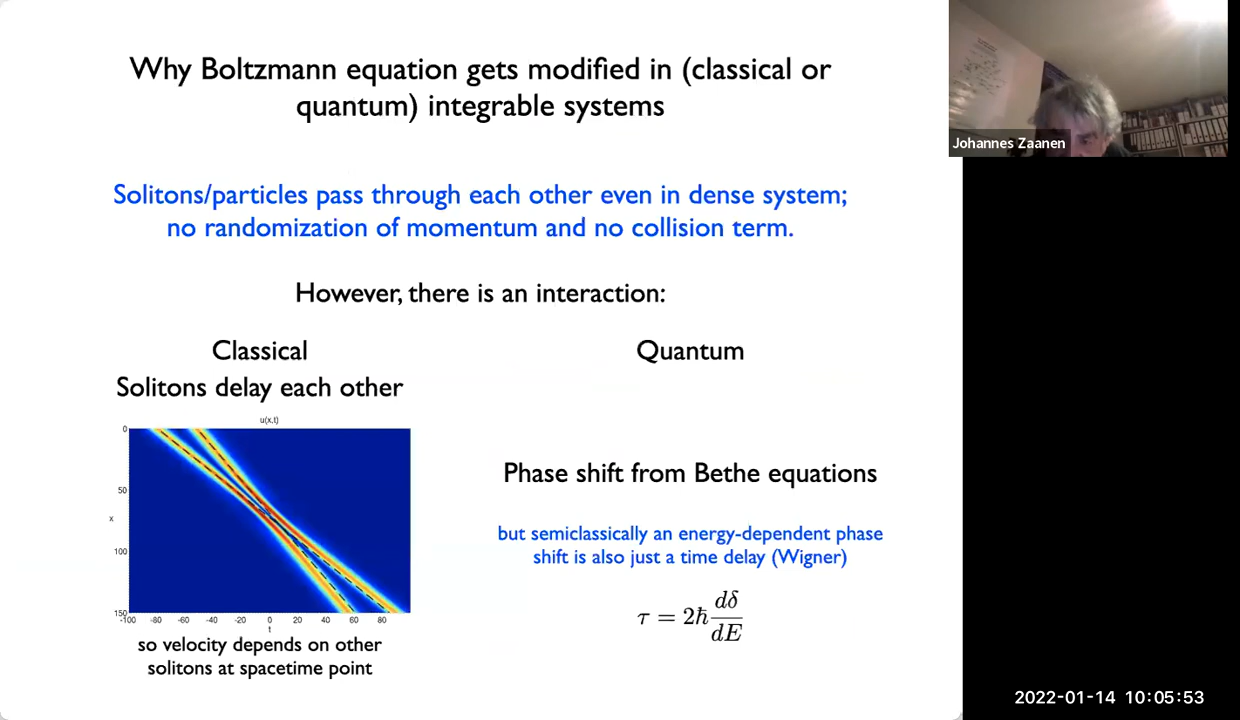 Why Boltzmann equation gets modified in (classical or
quantum) integrable systems
Johannes Zaanen
Solitons/particles pass through each other even in dense system;
no randomization of momentum and no collision term.
However, there is an interaction:
Classical
Solitons delay each other
u(x,t)
0
50
x
100
150
-100 -80 -60 -40 -20 0 20 40 60 80
t
so velocity depends on other
solitons at spacetime point
Quantum
Phase shift from Bethe equations
but semiclassically an energy-dependent phase
shift is also just a time delay (Wigner)
τ = 2ħ dδ/dE
2022-01-14 10:05:53